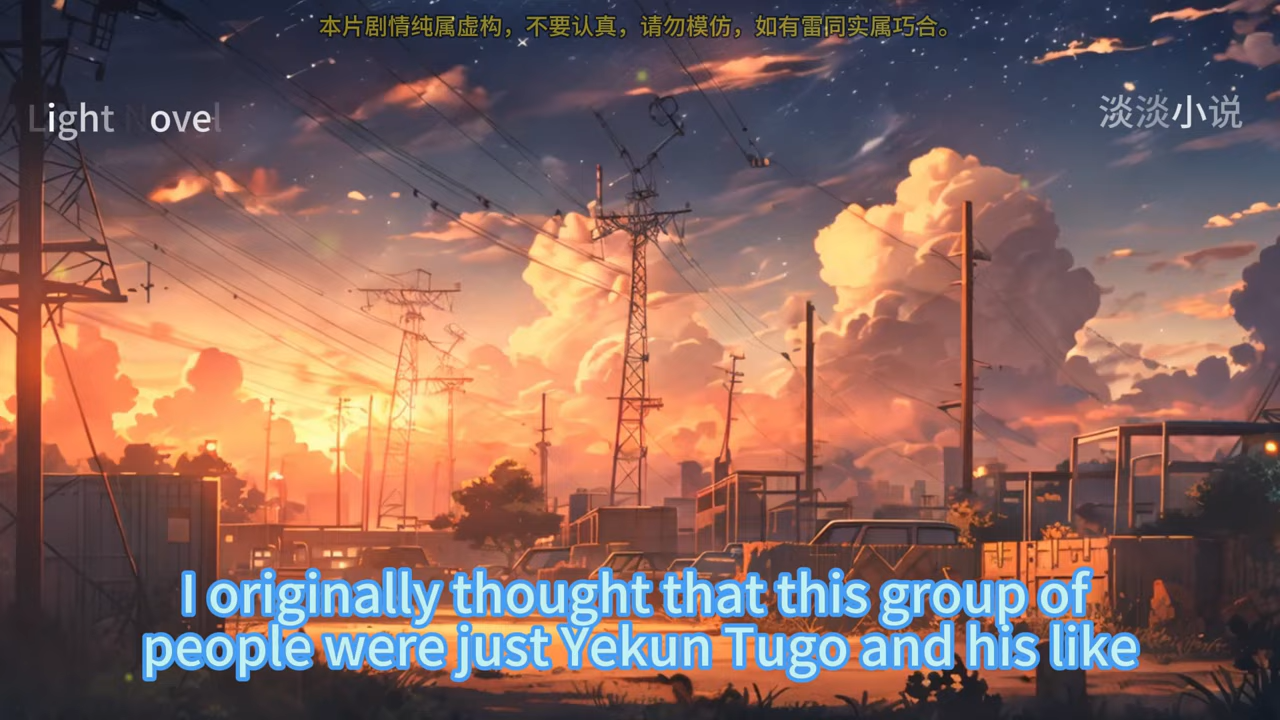 本片剧情纯属虚构，不要认真，请勿模仿，如有雷同实属巧合。
Light Novel
淡淡小说
I originally thought that this group of
people were just Yekun Tugo and his like